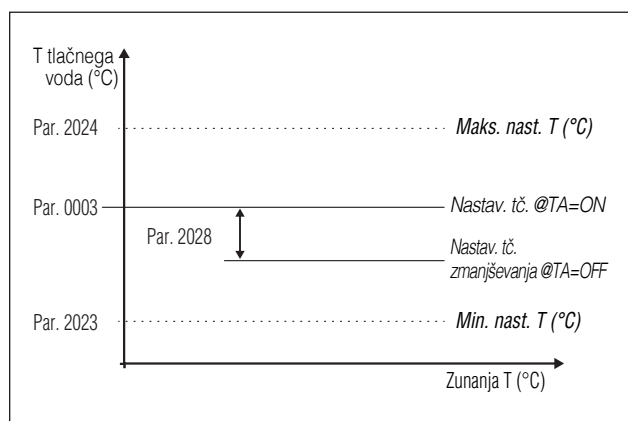 T tlačnega
voda (°C)
Par. 2024
Maks. nast. T (°C)
Par. 0003
Nastav. tč. @TA=ON
Par. 2028
Nastav. tč.
zmanjševanja @TA=OFF
Par. 2023
Min. nast. T (°C)
Zunanja T (°C)